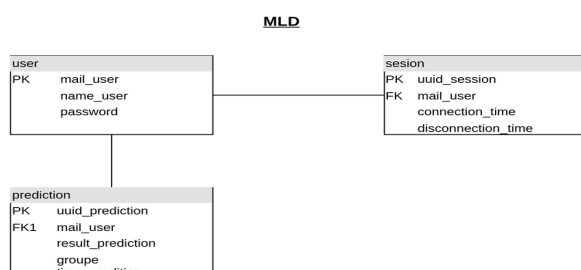 MLD
user
PK mail_user
name_user
password
sesion
PK uuid_session
FK mail_user
connection_time
disconnection_time
prediction
PK uuid_prediction
FK1 mail_user
result_prediction
groupe